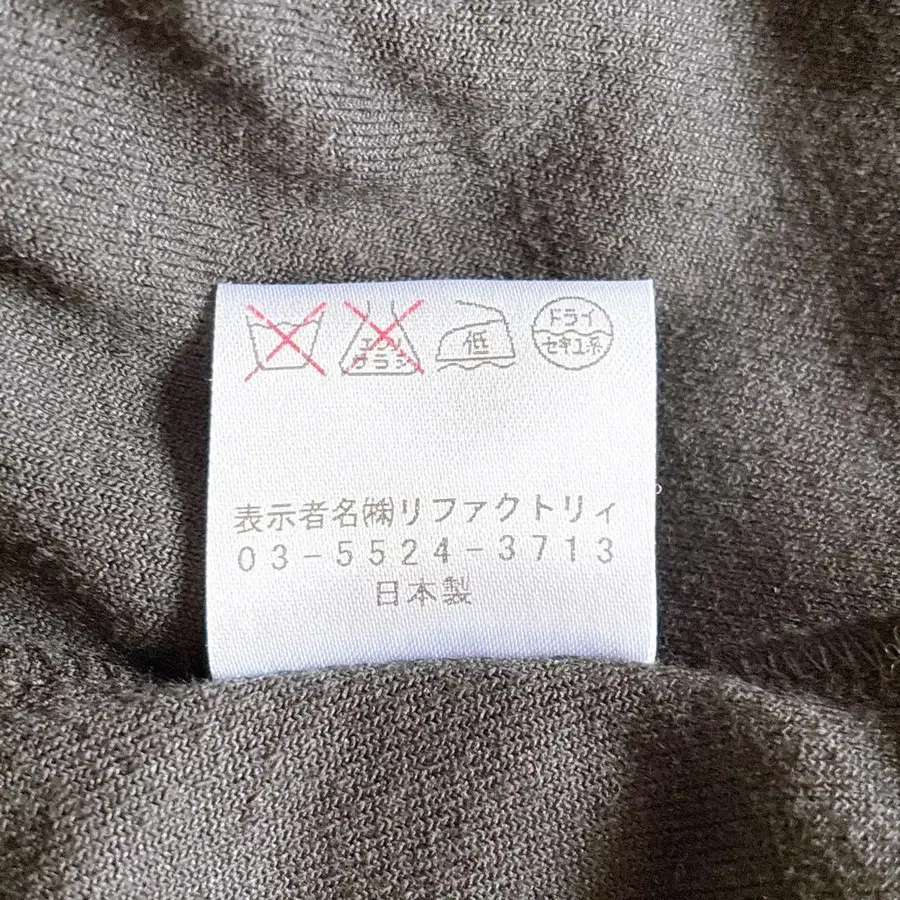 エンソ
サラシ
低
ドライ
セキユ系
表示者名㈱リファクトリィ
03-5524-3713
日本製